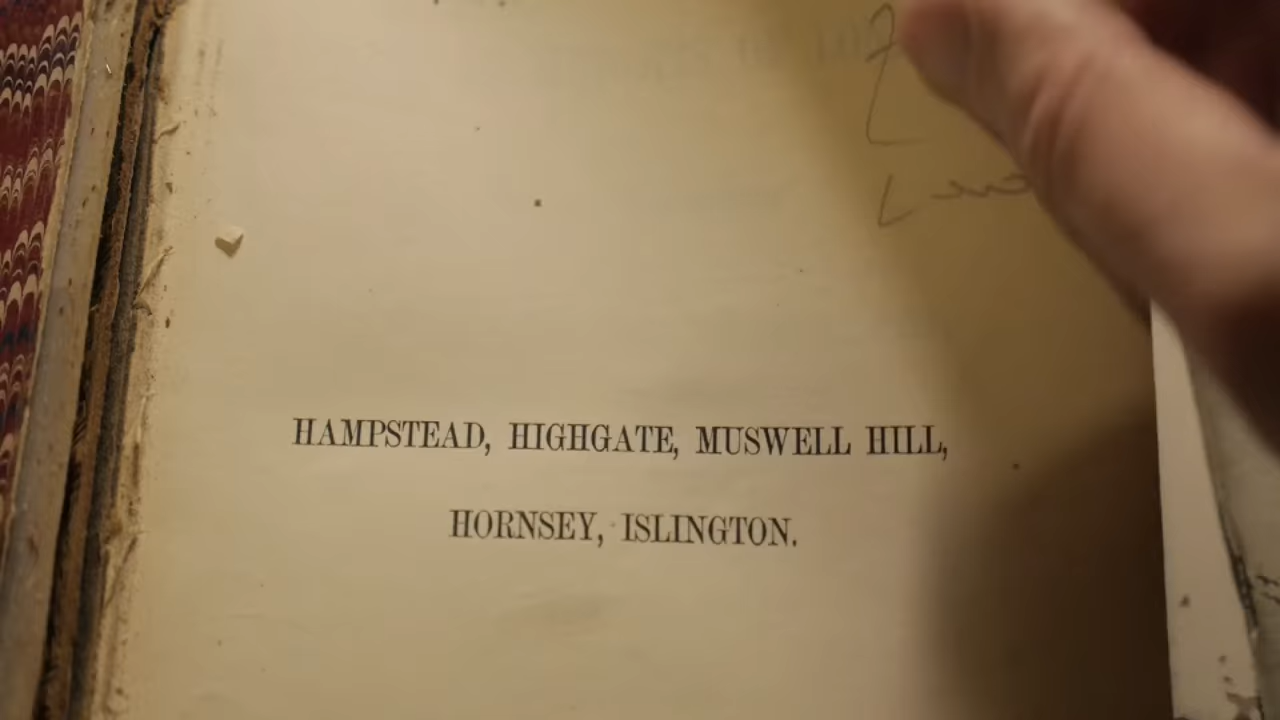 HAMPSTEAD, HIGHGATE, MUSWELL HILL,
HORNSEY, ISLINGTON.